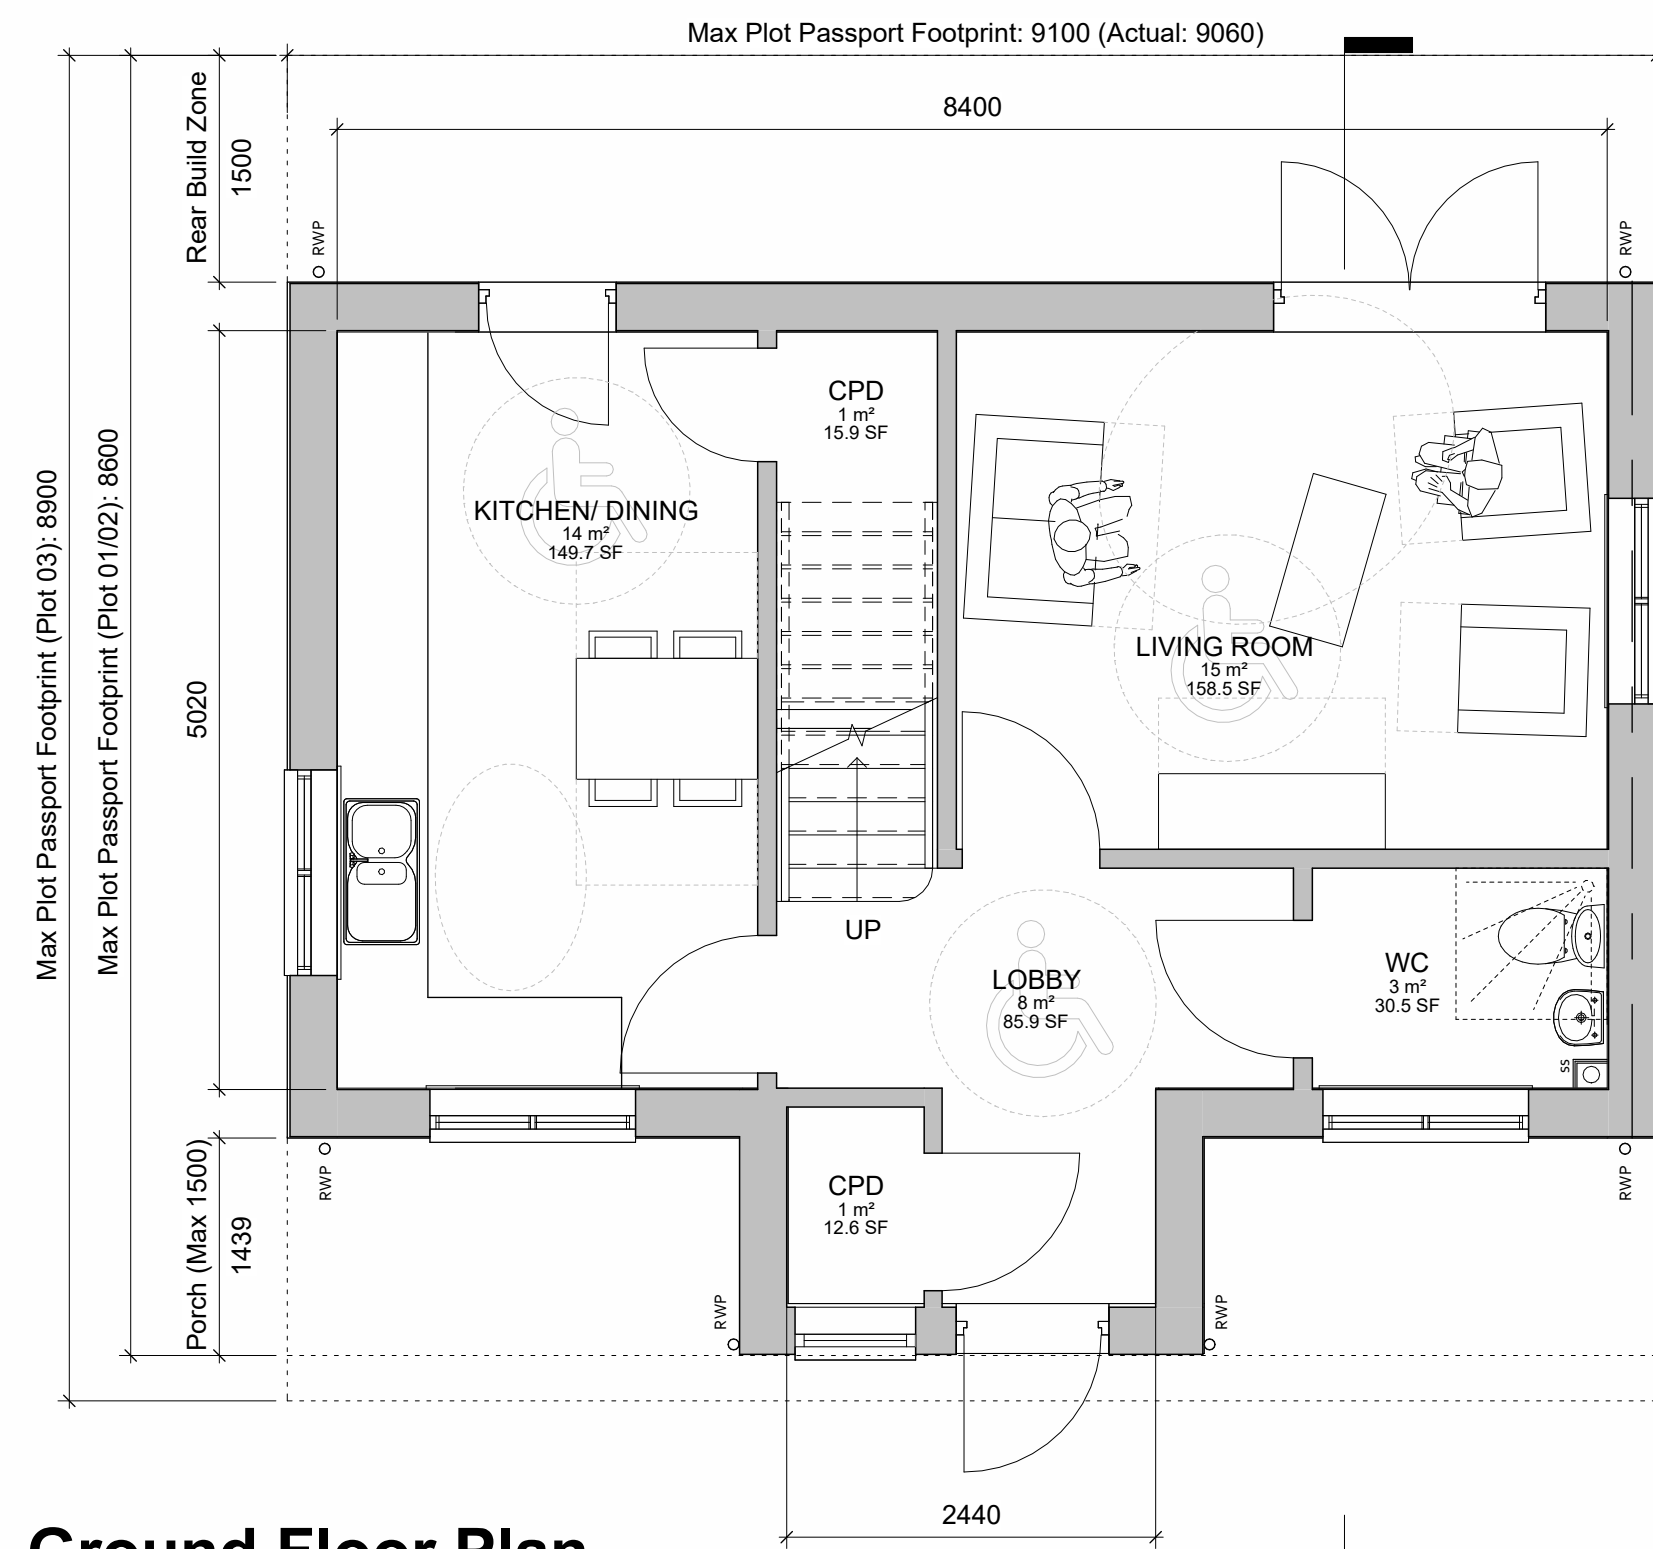 Max Plot Passport Footprint: 9100 (Actual: 9060)
8400
Rear Build Zone
1500
RWP
RWP
Max Plot Passport Footprint (Plot 03): 8900
Max Plot Passport Footprint (Plot 01/02): 8600
5020
CPD
1 m²
15.9 SF
KITCHEN/ DINING
14 m²
149.7 SF
LIVING ROOM
15 m²
158.5 SF
UP
LOBBY
8 m²
85.9 SF
WC
3 m²
30.5 SF
SS
Porch (Max 1500)
1439
RWP
RWP
CPD
1 m²
12.6 SF
RWP
RWP
2440
Ground Floor Plan